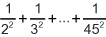 1/2² + 1/3² + ... + 1/45²